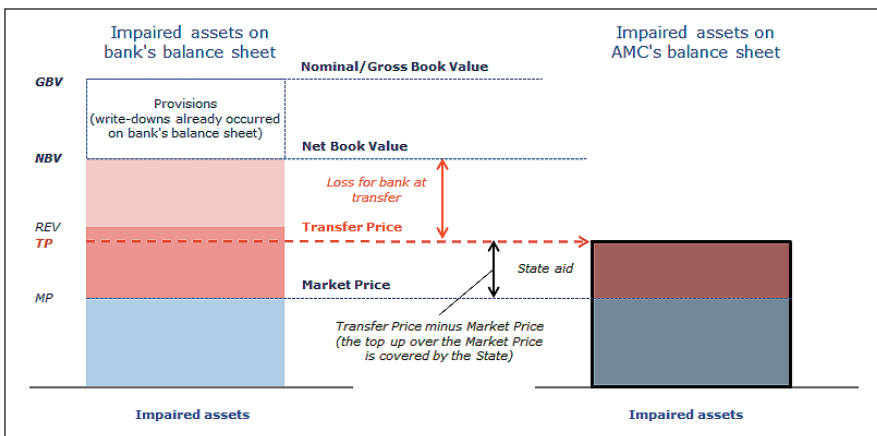 Impaired assets on
bank's balance sheet
Impaired assets on
AMC's balance sheet
GBV
Nominal/Gross Book Value
Provisions
(write-downs already occurred
on bank's balance sheet)
NBV
Net Book Value
Loss for bank at
transfer
REV
Transfer Price
TP
State aid
MP
Market Price
Transfer Price minus Market Price
(the top up over the Market Price
is covered by the State)
Impaired assets
Impaired assets